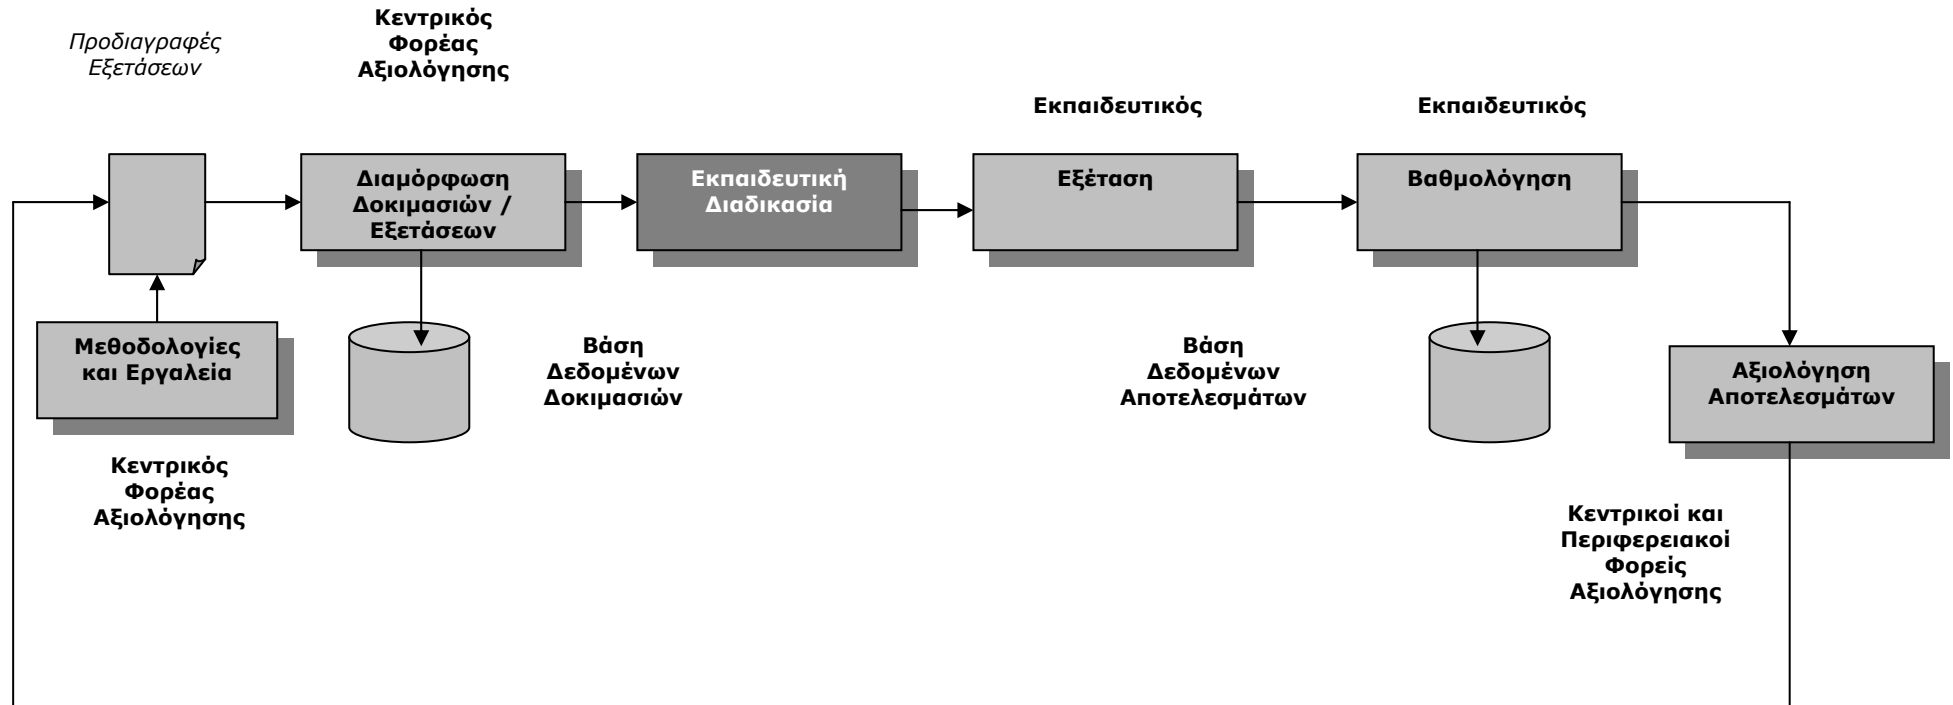 Προδιαγραφές
Εξετάσεων
Κεντρικός
Φορέας
Αξιολόγησης
Εκπαιδευτικός
Εκπαιδευτικός
Διαμόρφωση
Δοκιμασιών /
Εξετάσεων
Εκπαιδευτική
Διαδικασία
Εξέταση
Βαθμολόγηση
Μεθοδολογίες
και Εργαλεία
Βάση
Δεδομένων
Δοκιμασιών
Βάση
Δεδομένων
Αποτελεσμάτων
Αξιολόγηση
Αποτελεσμάτων
Κεντρικός
Φορέας
Αξιολόγησης
Κεντρικοί και
Περιφερειακοί
Φορείς
Αξιολόγησης